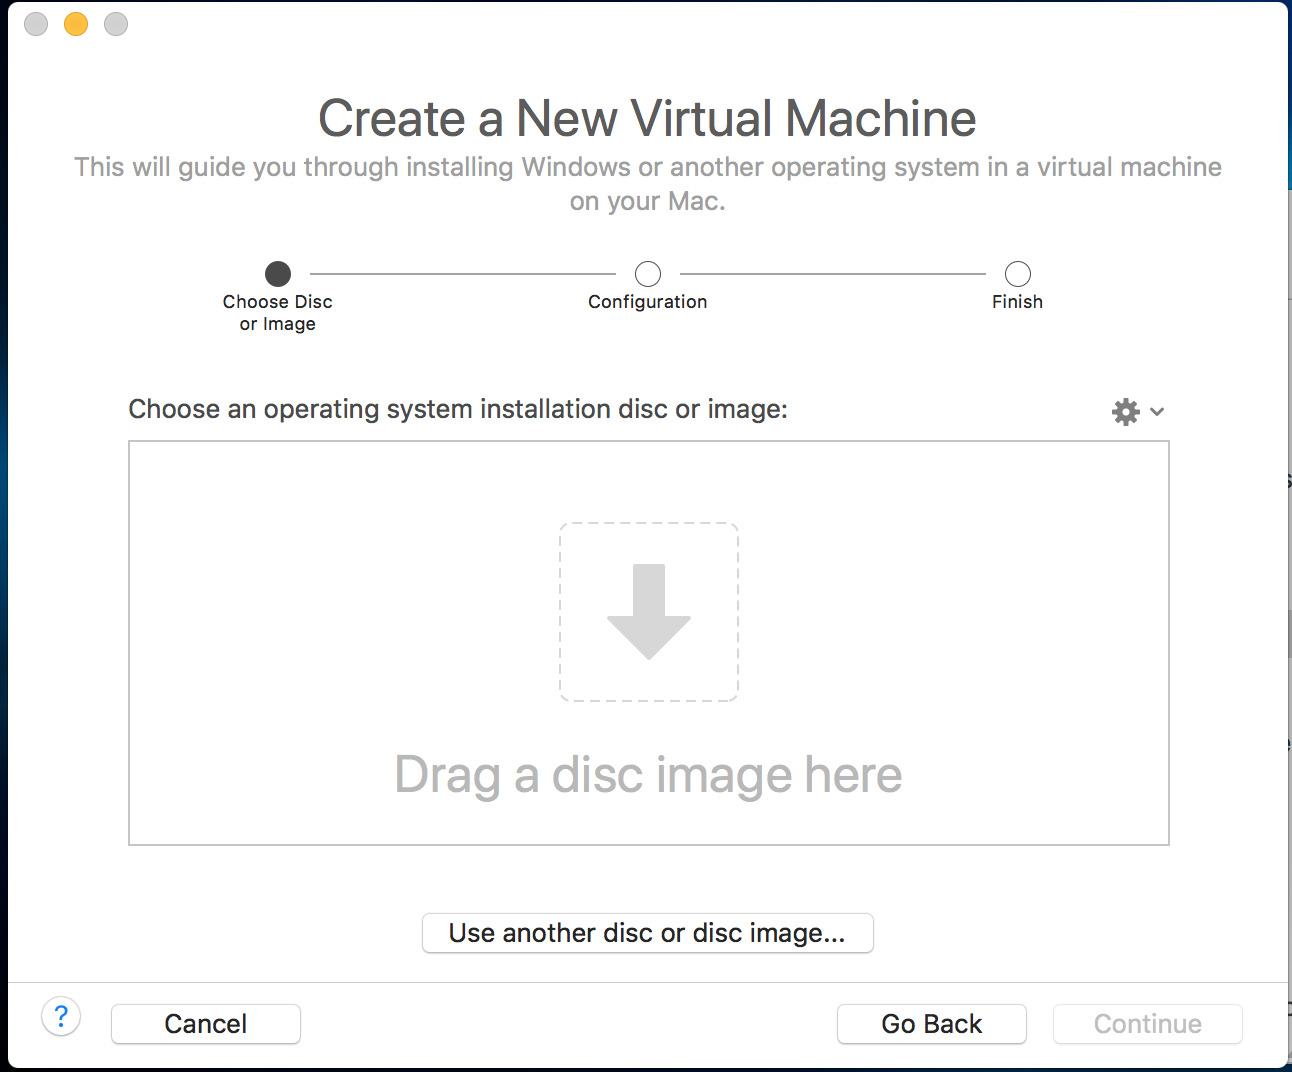 Create a New Virtual Machine
This will guide you through installing Windows or another operating system in a virtual machine
on your Mac.
Choose Disc
or Image
Configuration
Finish
Choose an operating system installation disc or image:
Drag a disc image here
Use another disc or disc image...
?
Cancel
Go Back
Continue